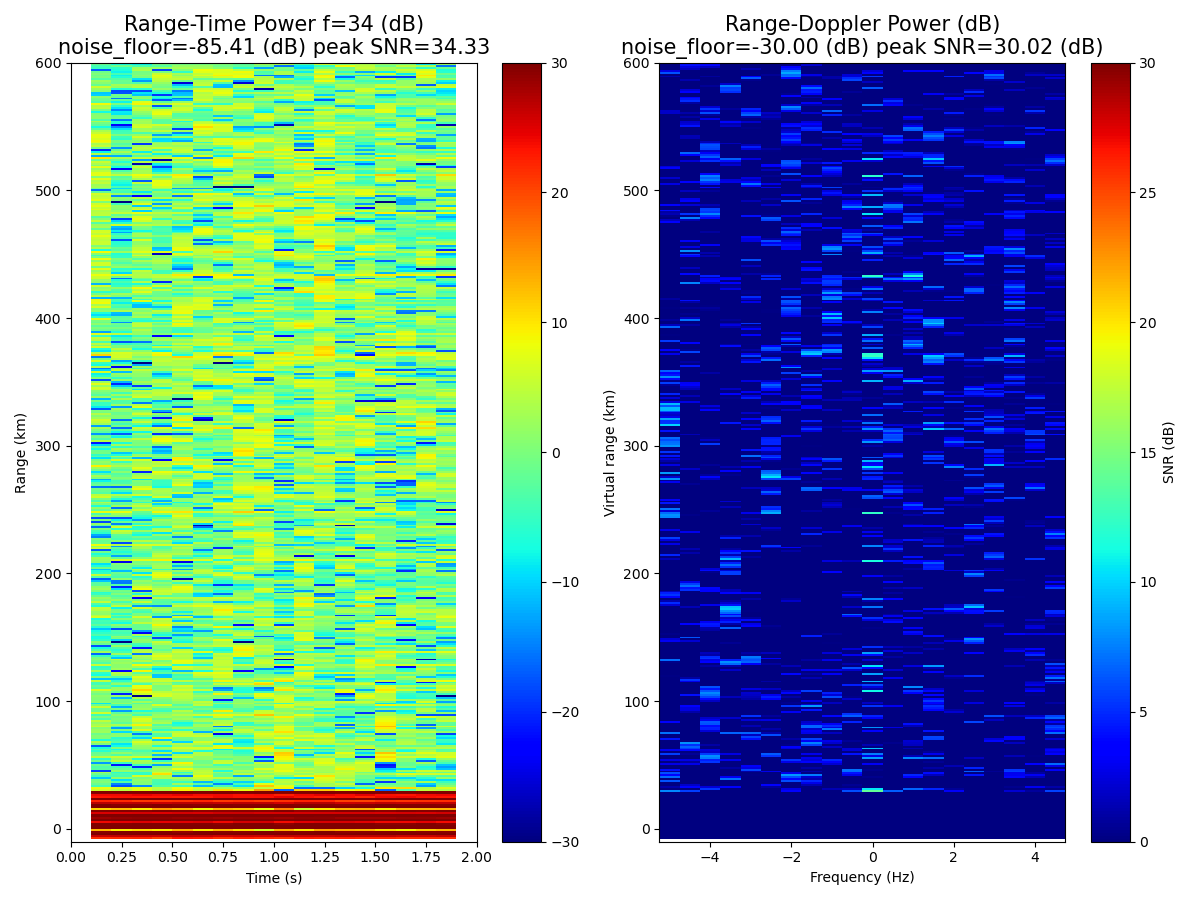 Range-Time Power f=34 (dB)
noise_floor=-85.41 (dB) peak SNR=34.33
Range (km)
600
500
400
300
200
100
0
0.00 0.25 0.50 0.75 1.00 1.25 1.50 1.75 2.00
Time (s)
30
20
10
0
−10
−20
−30
Range-Doppler Power (dB)
noise_floor=-30.00 (dB) peak SNR=30.02 (dB)
Virtual range (km)
600
500
400
300
200
100
0
−4 −2 0 2 4
Frequency (Hz)
30
25
20
15
10
5
0
SNR (dB)